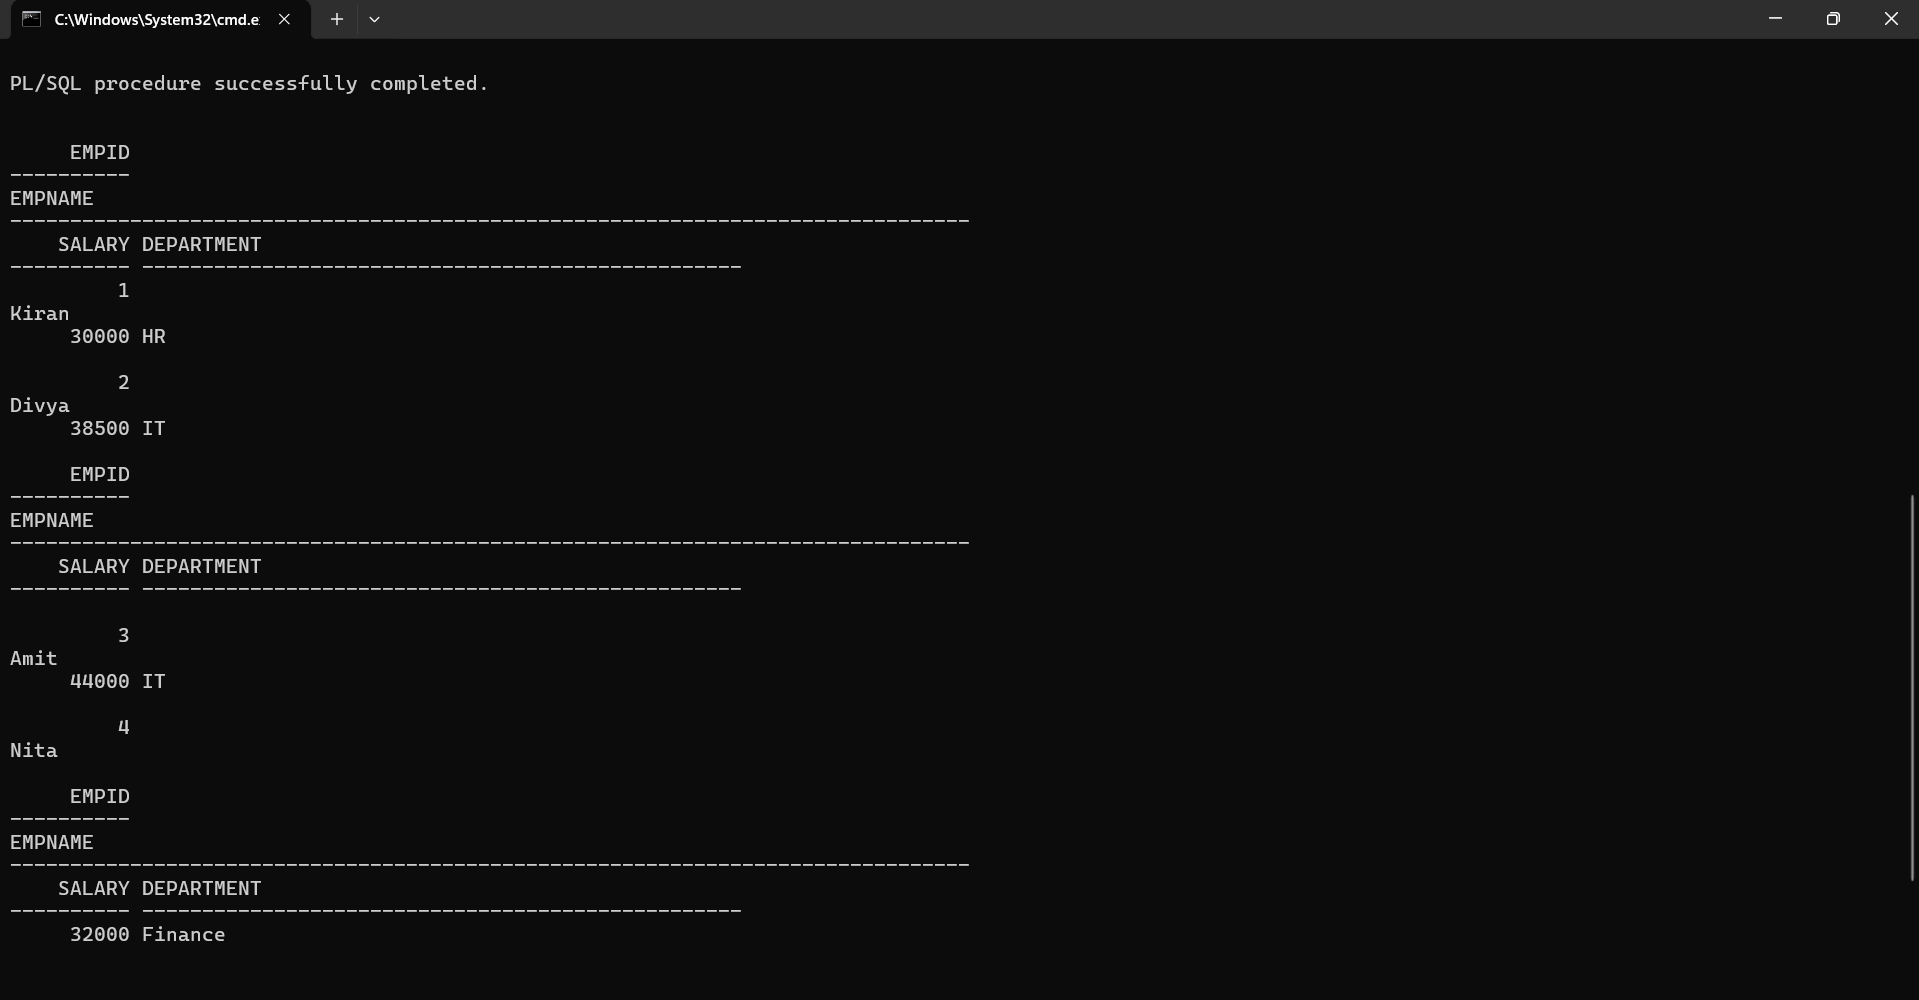 C:\Windows\System32\cmd.e
PL/SQL procedure successfully completed.
     EMPID
----------
EMPNAME
--------------------------------------------------------------------------------
    SALARY DEPARTMENT
---------- --------------------------------------------------
         1
Kiran
     30000 HR

         2
Divya
     38500 IT

     EMPID
----------
EMPNAME
--------------------------------------------------------------------------------
    SALARY DEPARTMENT
---------- --------------------------------------------------

         3
Amit
     44000 IT

         4
Nita

     EMPID
----------
EMPNAME
--------------------------------------------------------------------------------
    SALARY DEPARTMENT
---------- --------------------------------------------------
     32000 Finance